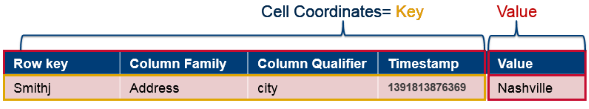 Cell Coordinates= Key Value
Row key Column Family Column Qualifier Timestamp Value
Smithj Address city 1391813876369 Nashville